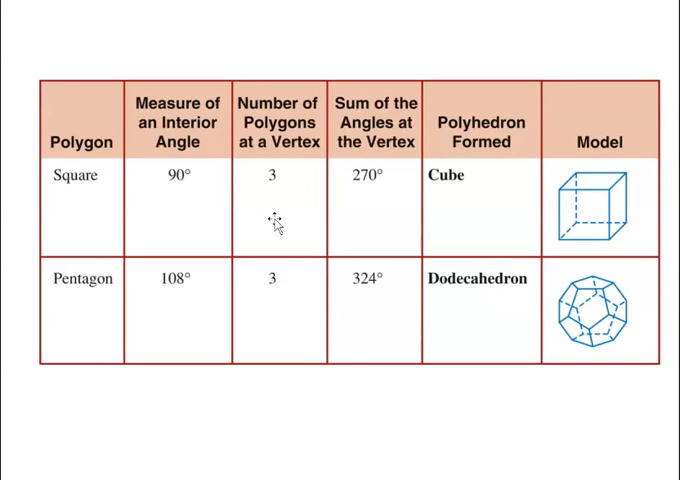 Polygon
Measure of
an Interior
Angle
Number of
Polygons
at a Vertex
Sum of the
Angles at
the Vertex
Polyhedron
Formed
Model
Square 90° 3 270° Cube
Pentagon 108° 3 324° Dodecahedron